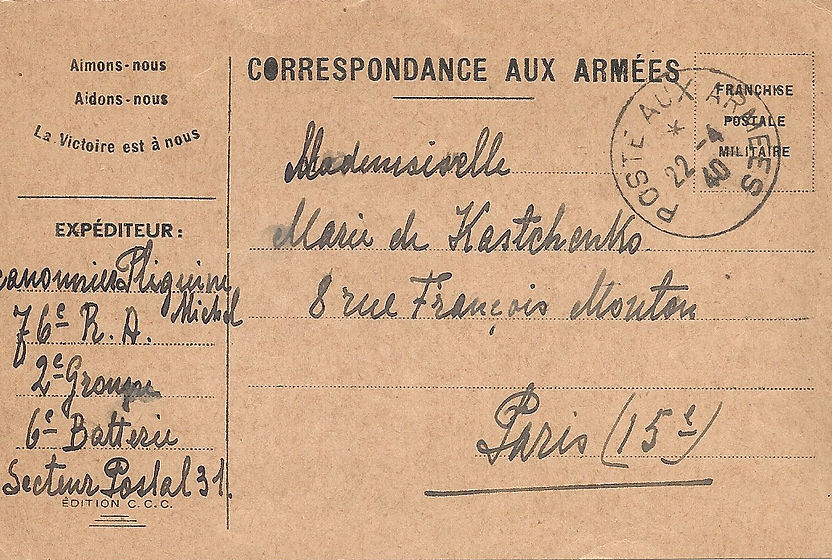 Aimons-nous
Aidons-nous
La Victoire est à nous
EXPÉDITEUR:
canonnier Pliguine
Michel
76e R. A.
2e Groupe
6e Batterie
Secteur Postal 31.
ÉDITION C.C.C.
CORRESPONDANCE AUX ARMÉES
FRANCHISE
POSTALE
MILITAIRE
POSTE AUX ARMEES
*
22 -4
40
Mademoiselle
Marie de Kastchenko
8 rue François Mouton
Paris (15e)